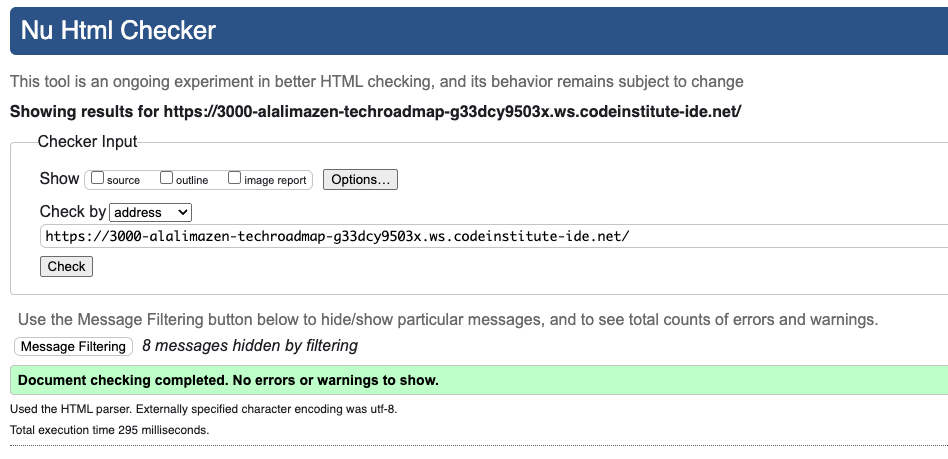 Nu Html Checker
This tool is an ongoing experiment in better HTML checking, and its behavior remains subject to change
Showing results for https://3000-alalimazen-techroadmap-g33dcy9503x.ws.codeinstitute-ide.net/
Checker Input
Show source outline image report Options...
Check by address
https://3000-alalimazen-techroadmap-g33dcy9503x.ws.codeinstitute-ide.net/
Check
Use the Message Filtering button below to hide/show particular messages, and to see total counts of errors and warnings.
Message Filtering 8 messages hidden by filtering
Document checking completed. No errors or warnings to show.
Used the HTML parser. Externally specified character encoding was utf-8.
Total execution time 295 milliseconds.